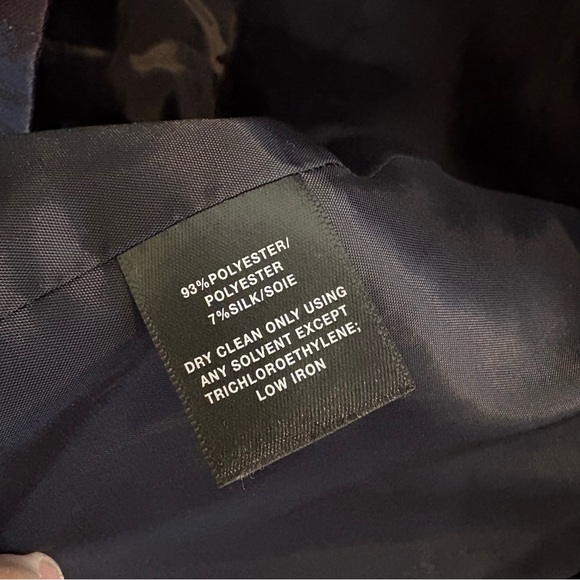 93%POLYESTER/
POLYESTER
7%SILK/SOIE
DRY CLEAN ONLY USING
ANY SOLVENT EXCEPT
TRICHLOROETHYLENE;
LOW IRON